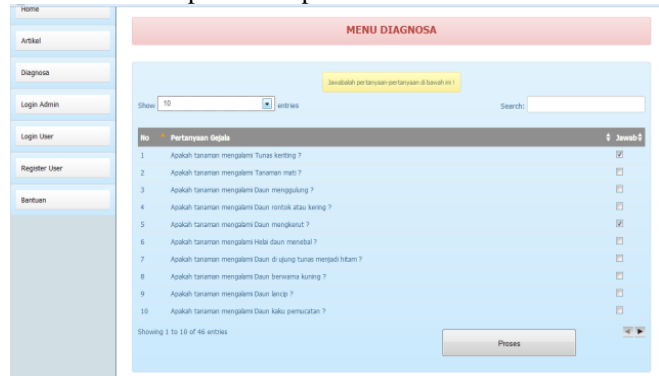 Home
Artikel
Diagnosa
Login Admin
Login User
Register User
Bantuan
MENU DIAGNOSA
Jawablah pertanyaan-pertanyaan di bawah ini !
Show 10 entries Search:
No Pertanyaan Gejala Jawab
1 Apakah tanaman mengalami Tunas kerting ?
2 Apakah tanaman mengalami Tanaman mati ?
3 Apakah tanaman mengalami Daun menggulung ?
4 Apakah tanaman mengalami Daun rontok atau kering ?
5 Apakah tanaman mengalami Daun mengkerut ?
6 Apakah tanaman mengalami Helai daun menebal ?
7 Apakah tanaman mengalami Daun di ujung tunas menjadi hitam ?
8 Apakah tanaman mengalami Daun berwarna kuning ?
9 Apakah tanaman mengalami Daun lancip ?
10 Apakah tanaman mengalami Daun kaku pemucatan ?
Showing 1 to 10 of 46 entries
Proses